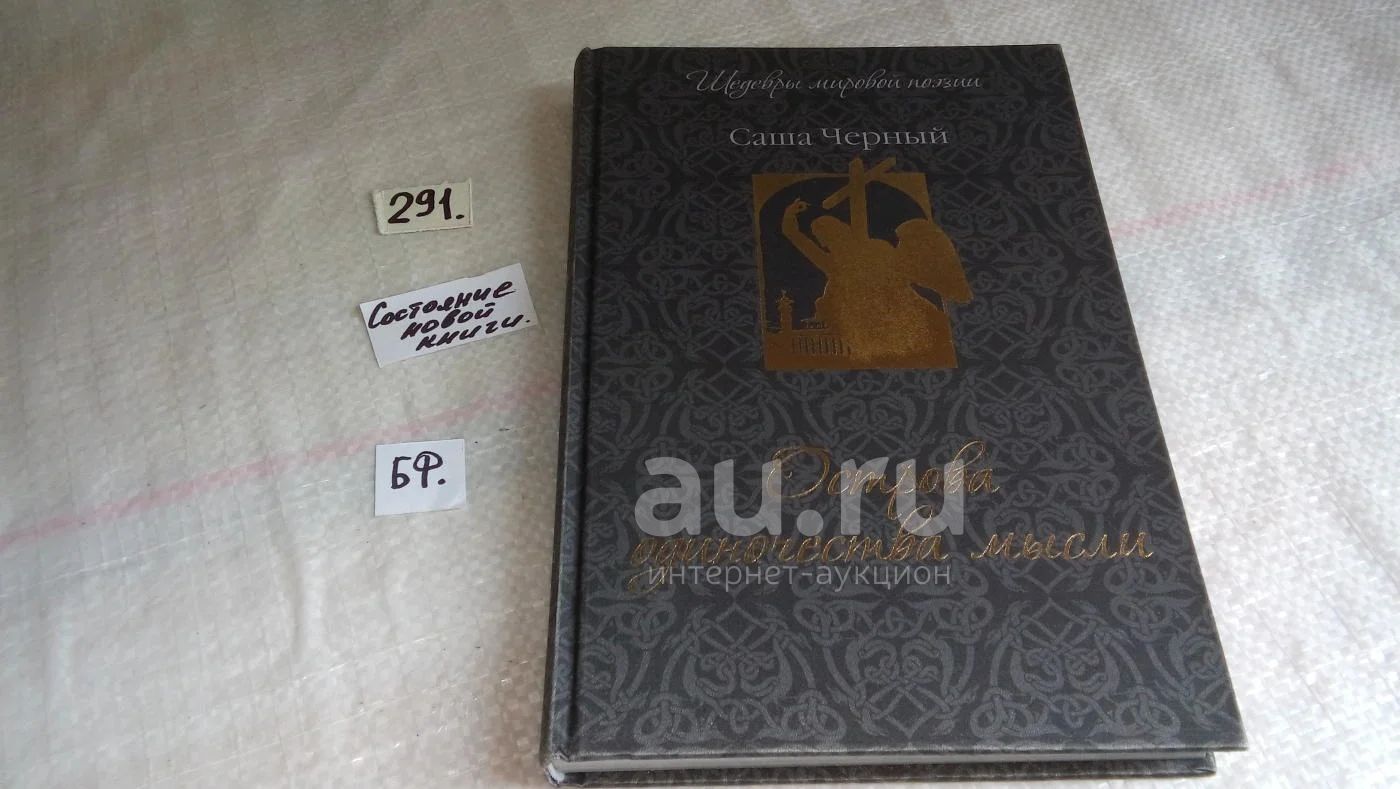 Шедевры мировой поэзии
Саша Черный
291.
Состояние
новой
книги.
БФ.
Острова
одиночества мысли
au.ru
интернет-аукцион